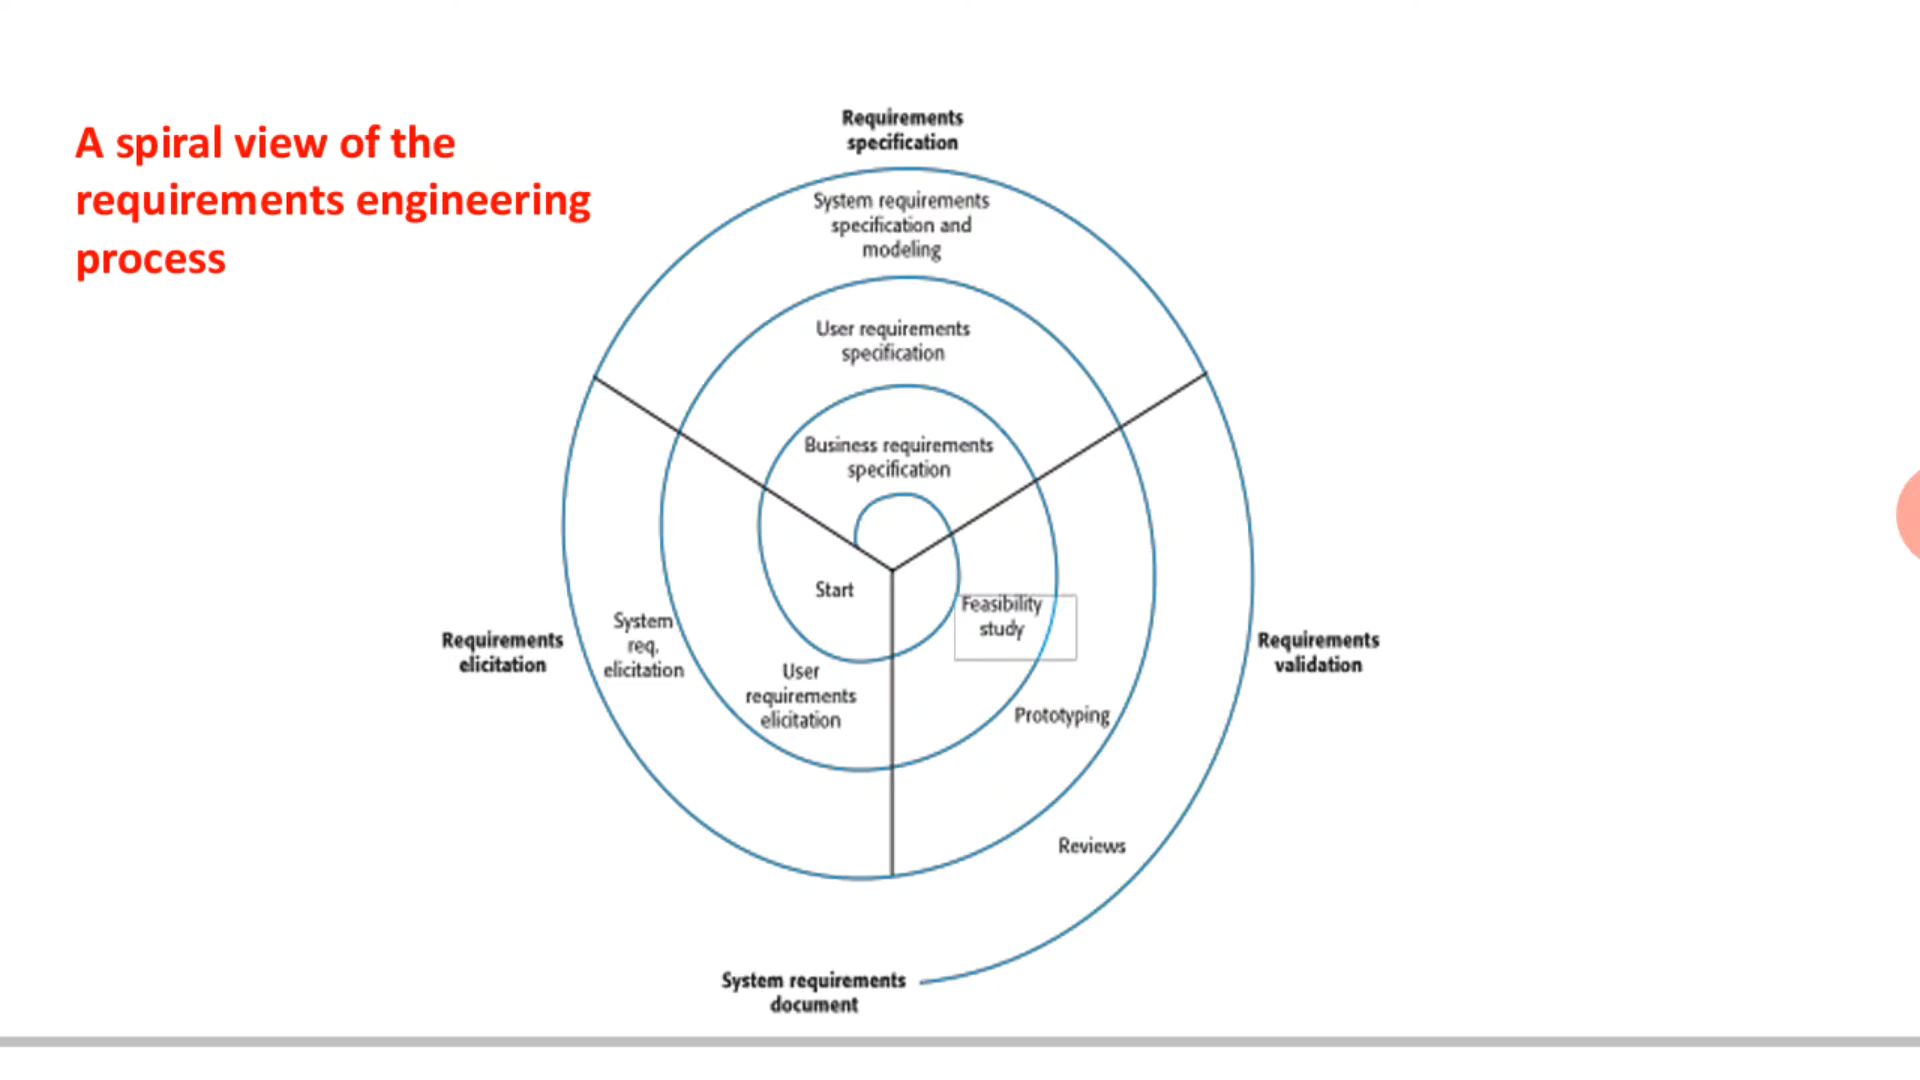 A spiral view of the
requirements engineering
process
Requirements
specification
System requirements
specification and
modeling
User requirements
specification
Business requirements
specification
Start
Feasibility
study
System
req.
elicitation
Requirements
elicitation
Requirements
validation
User
requirements
elicitation
Prototyping
Reviews
System requirements
document